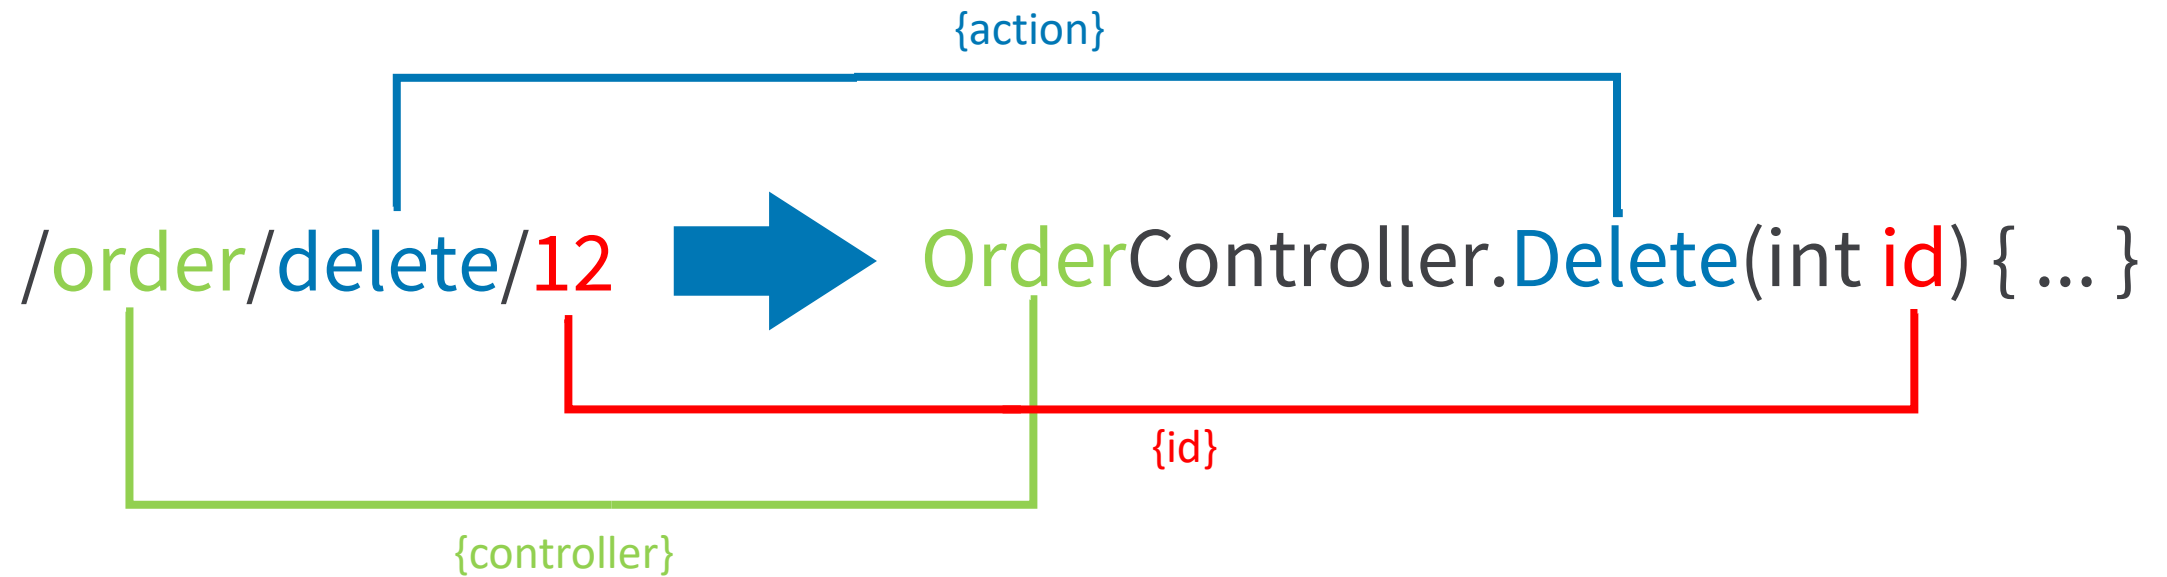 {action}
/order/delete/12 OrderController.Delete(int id) { ... }
{id}
{controller}